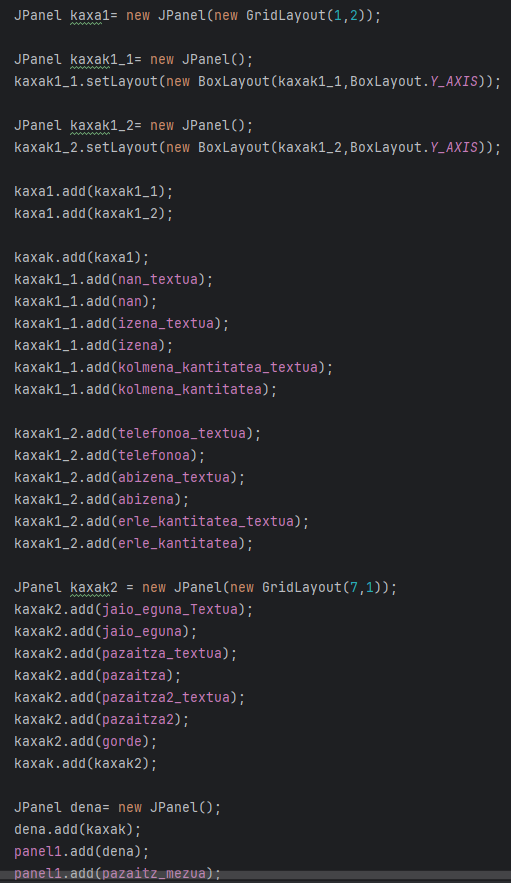 JPanel kaxa1= new JPanel(new GridLayout(1,2));
JPanel kaxak1_1= new JPanel();
kaxak1_1.setLayout(new BoxLayout(kaxak1_1,BoxLayout.Y_AXIS));
JPanel kaxak1_2= new JPanel();
kaxak1_2.setLayout(new BoxLayout(kaxak1_2,BoxLayout.Y_AXIS));
kaxa1.add(kaxak1_1);
kaxa1.add(kaxak1_2);
kaxak.add(kaxa1);
kaxak1_1.add(nan_textua);
kaxak1_1.add(nan);
kaxak1_1.add(izena_textua);
kaxak1_1.add(izena);
kaxak1_1.add(kolmena_kantitatea_textua);
kaxak1_1.add(kolmena_kantitatea);
kaxak1_2.add(telefonoa_textua);
kaxak1_2.add(telefonoa);
kaxak1_2.add(abizena_textua);
kaxak1_2.add(abizena);
kaxak1_2.add(erle_kantitatea_textua);
kaxak1_2.add(erle_kantitatea);
JPanel kaxak2 = new JPanel(new GridLayout(7,1));
kaxak2.add(jaio_eguna_Textua);
kaxak2.add(jaio_eguna);
kaxak2.add(pazaitza_textua);
kaxak2.add(pazaitza);
kaxak2.add(pazaitza2_textua);
kaxak2.add(pazaitza2);
kaxak2.add(gorde);
kaxak.add(kaxak2);
JPanel dena= new JPanel();
dena.add(kaxak);
panel1.add(dena);
panel1.add(pazaitz_mezua);